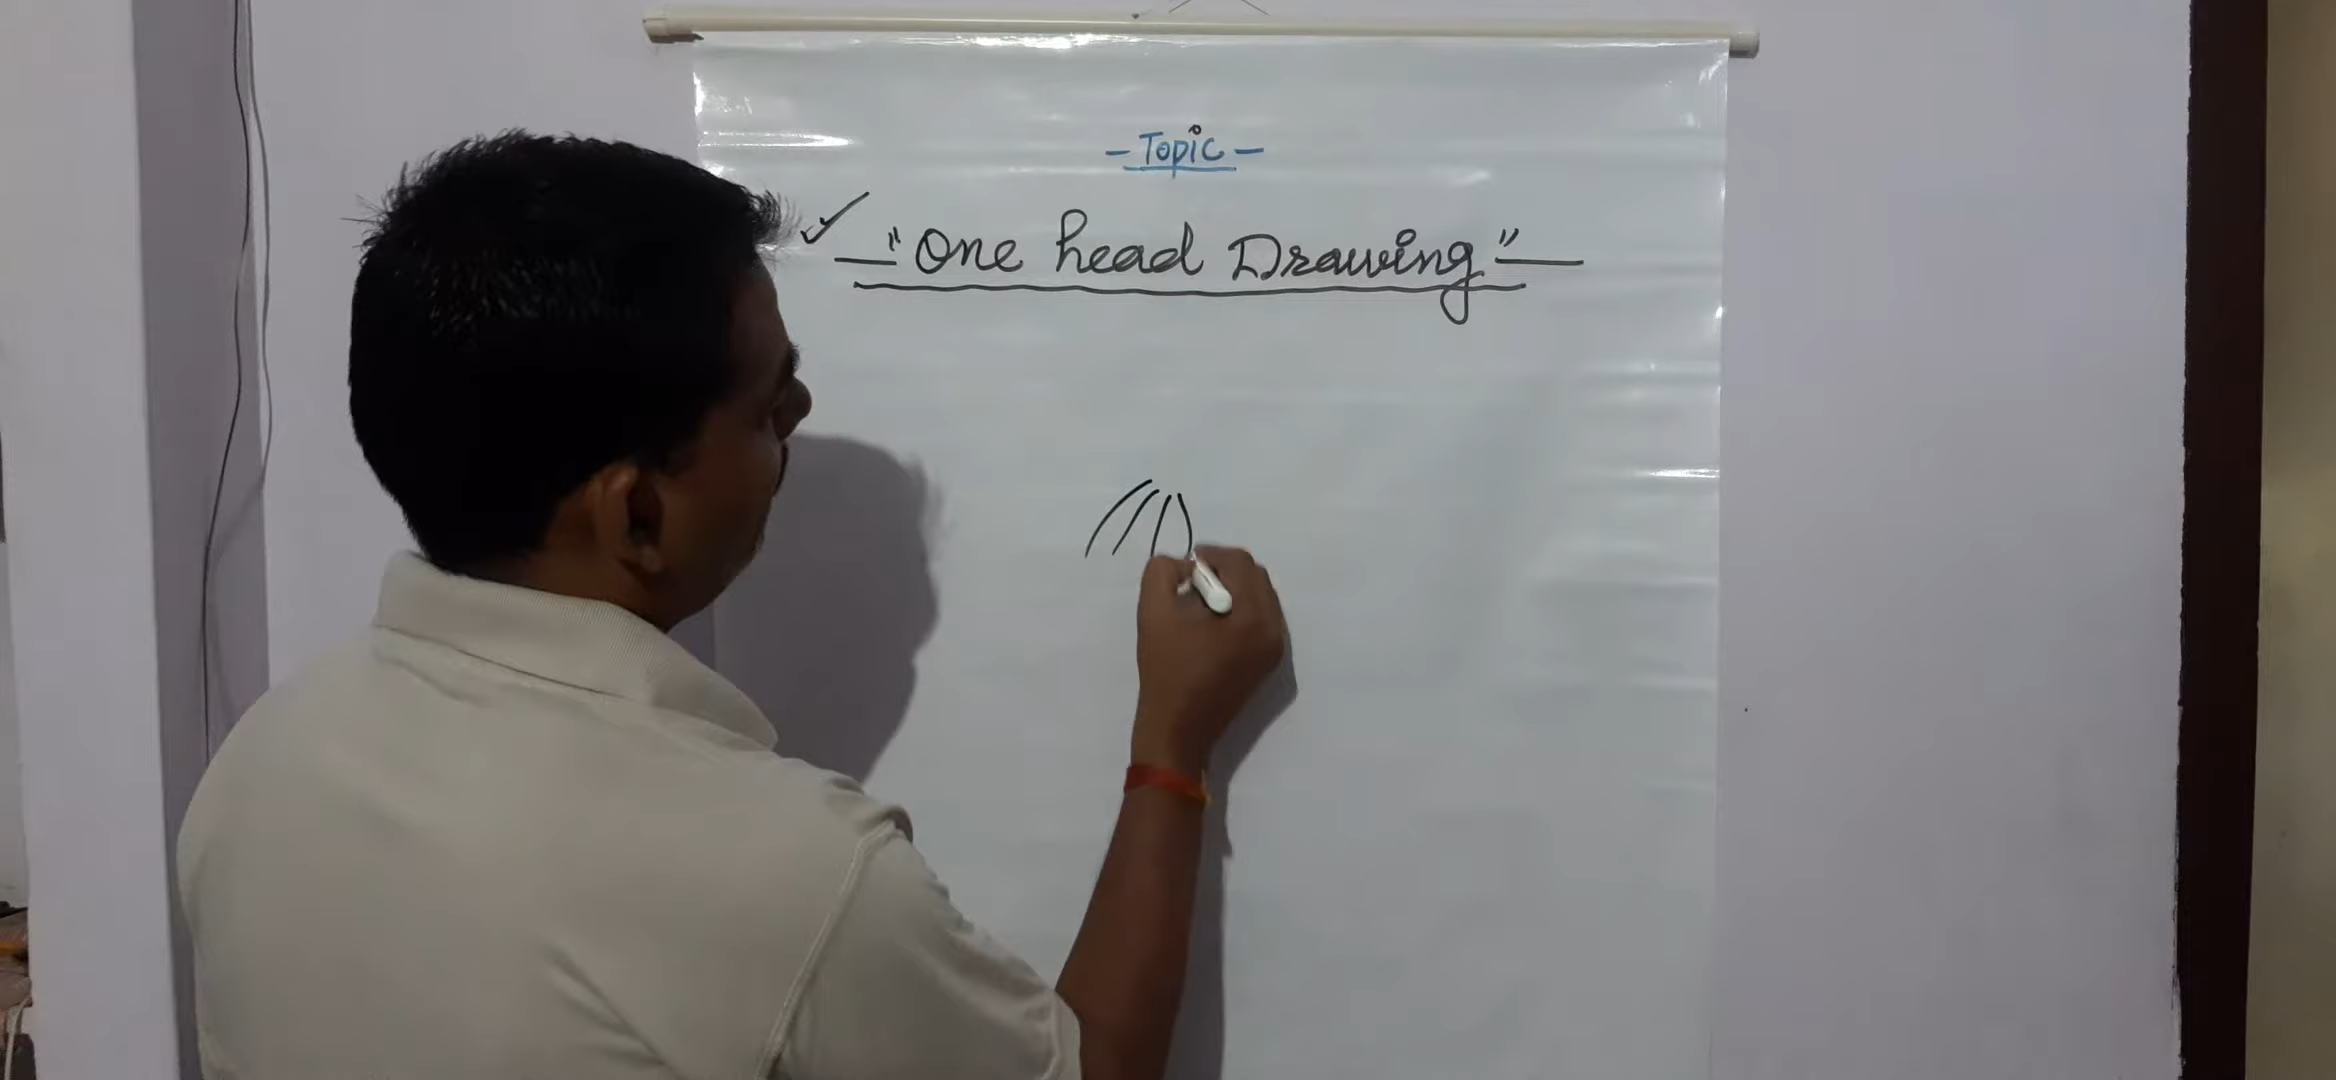 - Topic -
✓ — "One head Drawing" —